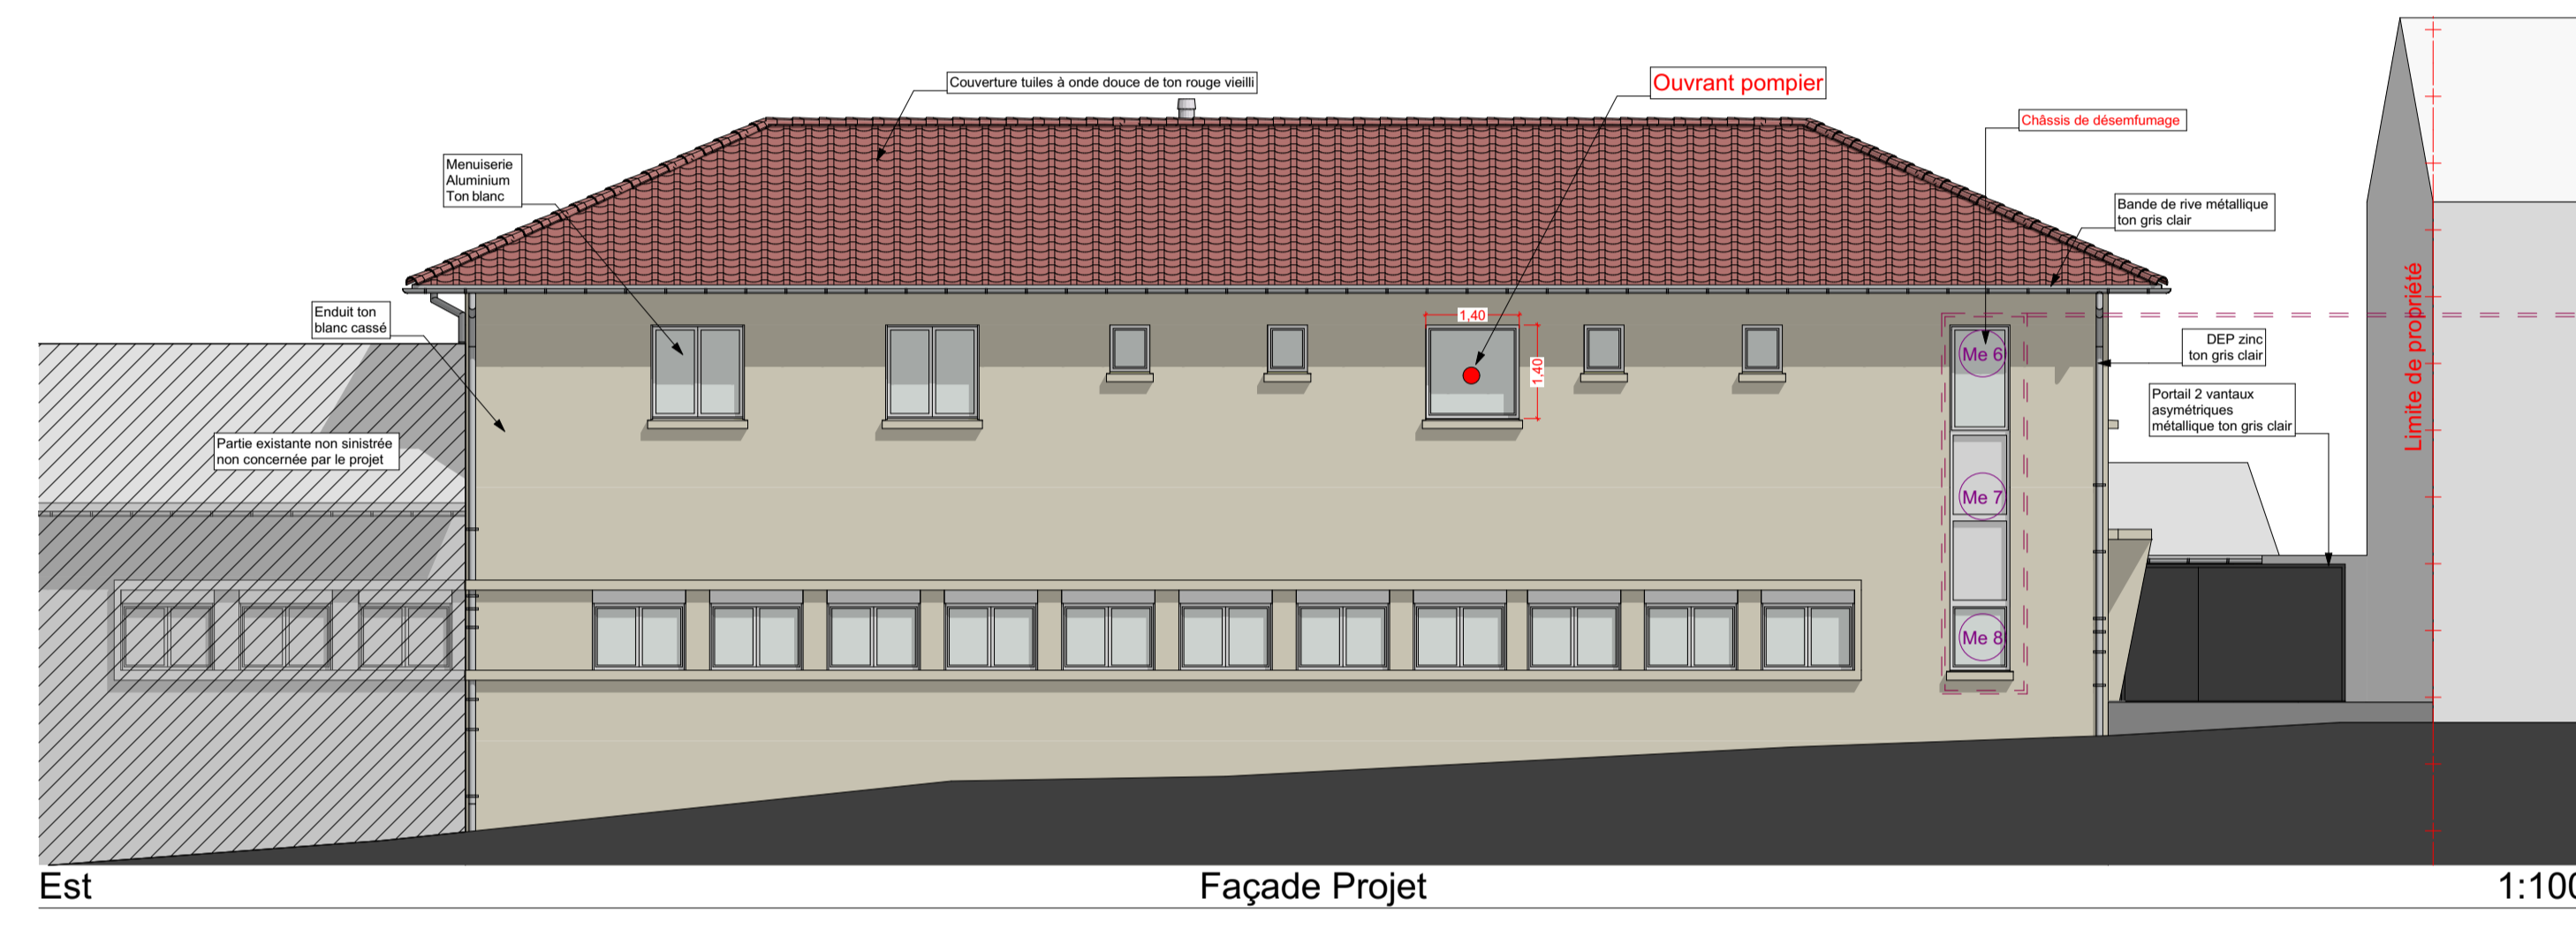 Couverture tuiles à onde douce de ton rouge vieilli
Ouvrant pompier
Châssis de désemfumage
Menuiserie
Aluminium
Ton blanc
Bande de rive métallique
ton gris clair
Enduit ton
blanc cassé
1,40
1,40
Limite de propriété
DEP zinc
ton gris clair
Me 6
Portail 2 vantaux
asymétriques
métallique ton gris clair
Partie existante non sinistrée
non concernée par le projet
Me 7
Me 8
Est
Façade Projet
1:100